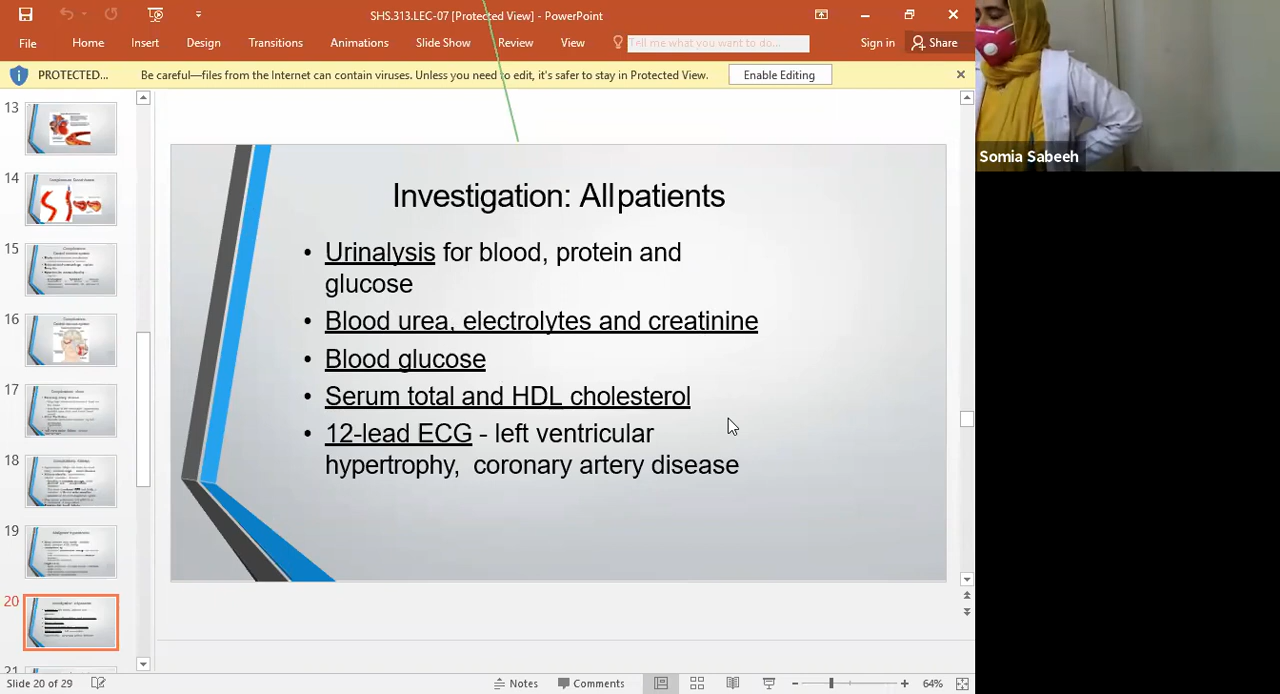 SHS.313.LEC-07 [Protected View] - PowerPoint
File Home Insert Design Transitions Animations Slide Show Review View Tell me what you want to do... Sign in Share
PROTECTED... Be careful—files from the Internet can contain viruses. Unless you need to edit, it's safer to stay in Protected View. Enable Editing
Somia Sabeeh
13
14
15
16
17
18
19
20
21
Investigation: All patients
• Urinalysis for blood, protein and
glucose
• Blood urea, electrolytes and creatinine
• Blood glucose
• Serum total and HDL cholesterol
• 12-lead ECG - left ventricular
hypertrophy, coronary artery disease
Slide 20 of 29 Notes Comments 64%